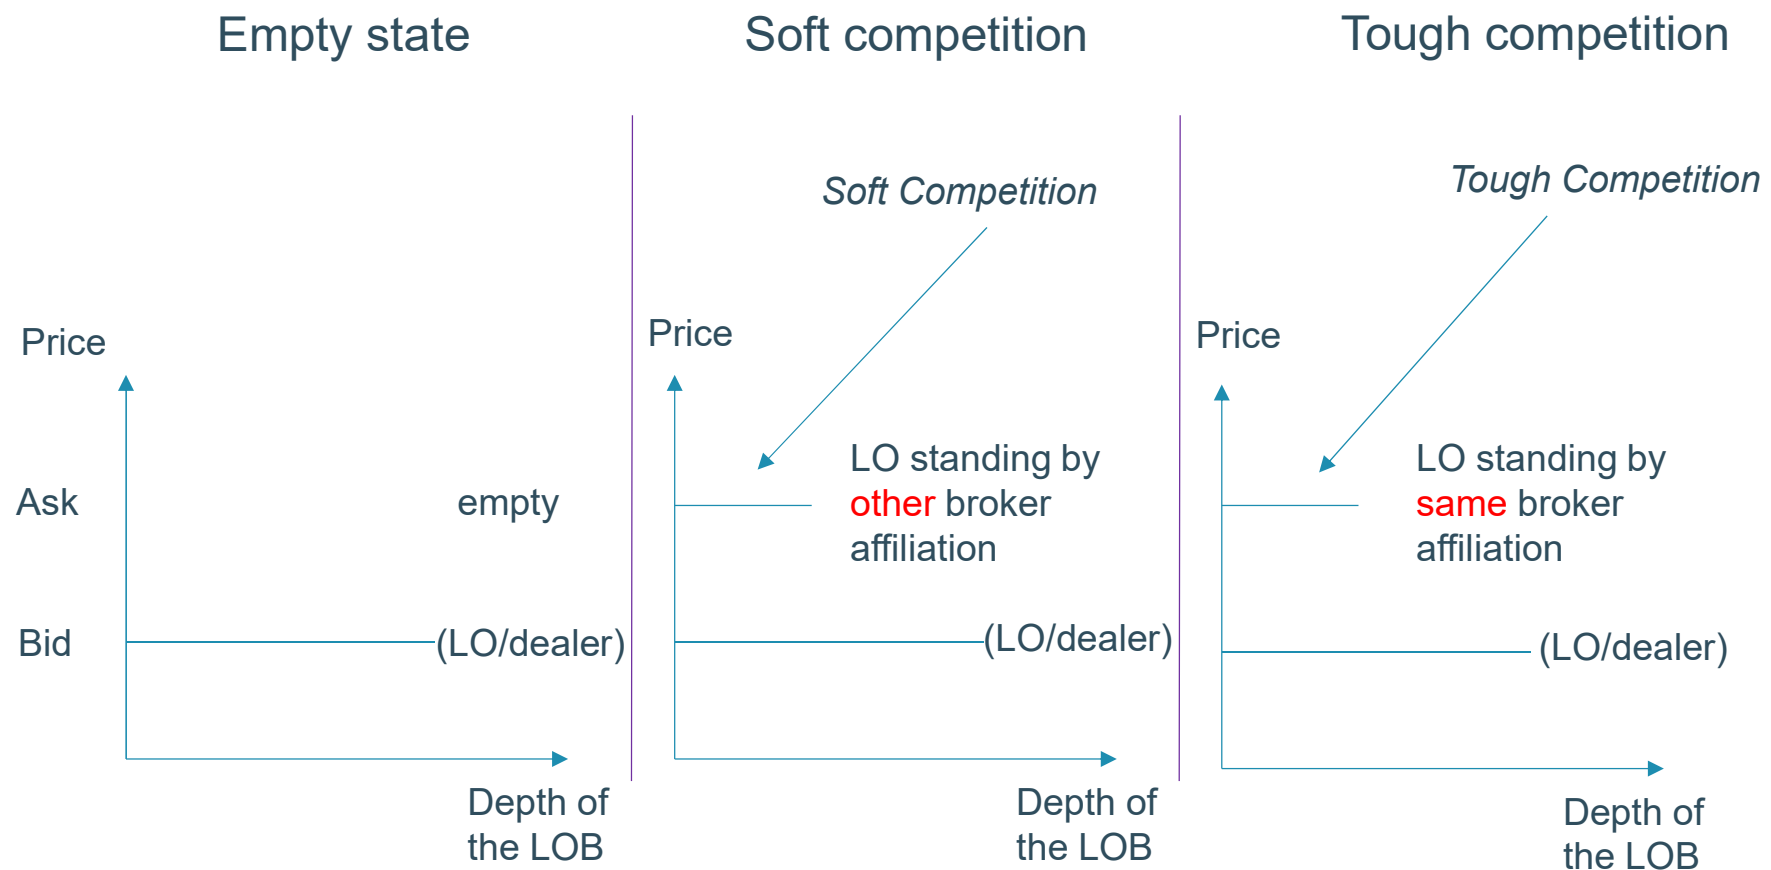 Empty state
Soft competition
Tough competition
Price
Ask
empty
Bid
(LO/dealer)
Depth of
the LOB
Soft Competition
Price
LO standing by
other broker
affiliation
(LO/dealer)
Depth of
the LOB
Tough Competition
Price
LO standing by
same broker
affiliation
(LO/dealer)
Depth of
the LOB